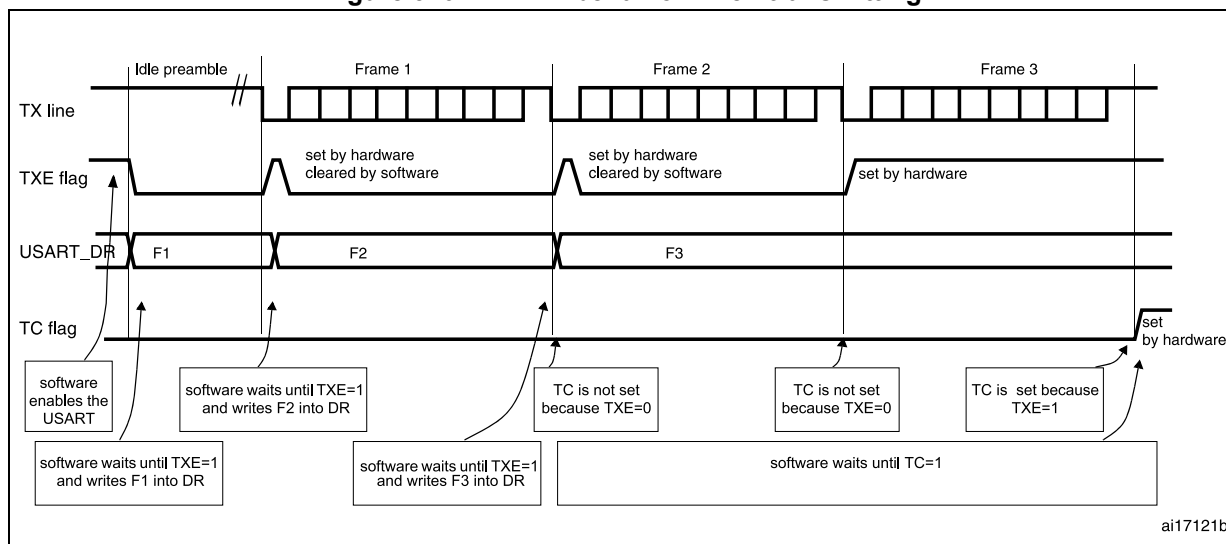 Idle preamble
Frame 1
Frame 2
Frame 3
TX line
set by hardware
cleared by software
set by hardware
cleared by software
set by hardware
TXE flag
USART_DR
F1
F2
F3
TC flag
set
by hardware
software
enables the
USART
software waits until TXE=1
and writes F2 into DR
TC is not set
because TXE=0
TC is not set
because TXE=0
TC is set because
TXE=1
software waits until TXE=1
and writes F1 into DR
software waits until TXE=1
and writes F3 into DR
software waits until TC=1
ai17121b